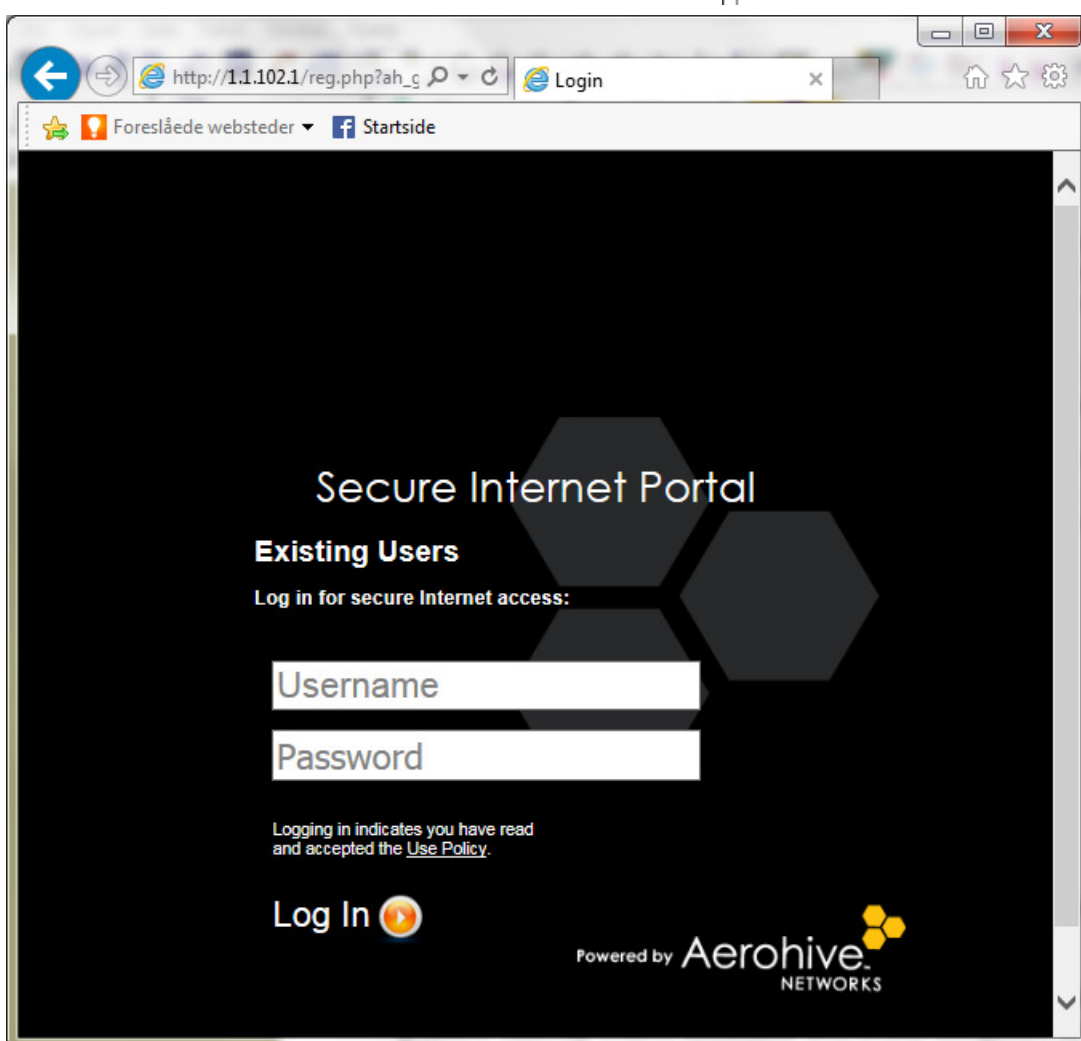 http://1.1.102.1/reg.php?ah_g
Login
Foreslåede websteder
Startside
Secure Internet Portal
Existing Users
Log in for secure Internet access:
Username
Password
Logging in indicates you have read
and accepted the Use Policy.
Log In
Powered by Aerohive
NETWORKS